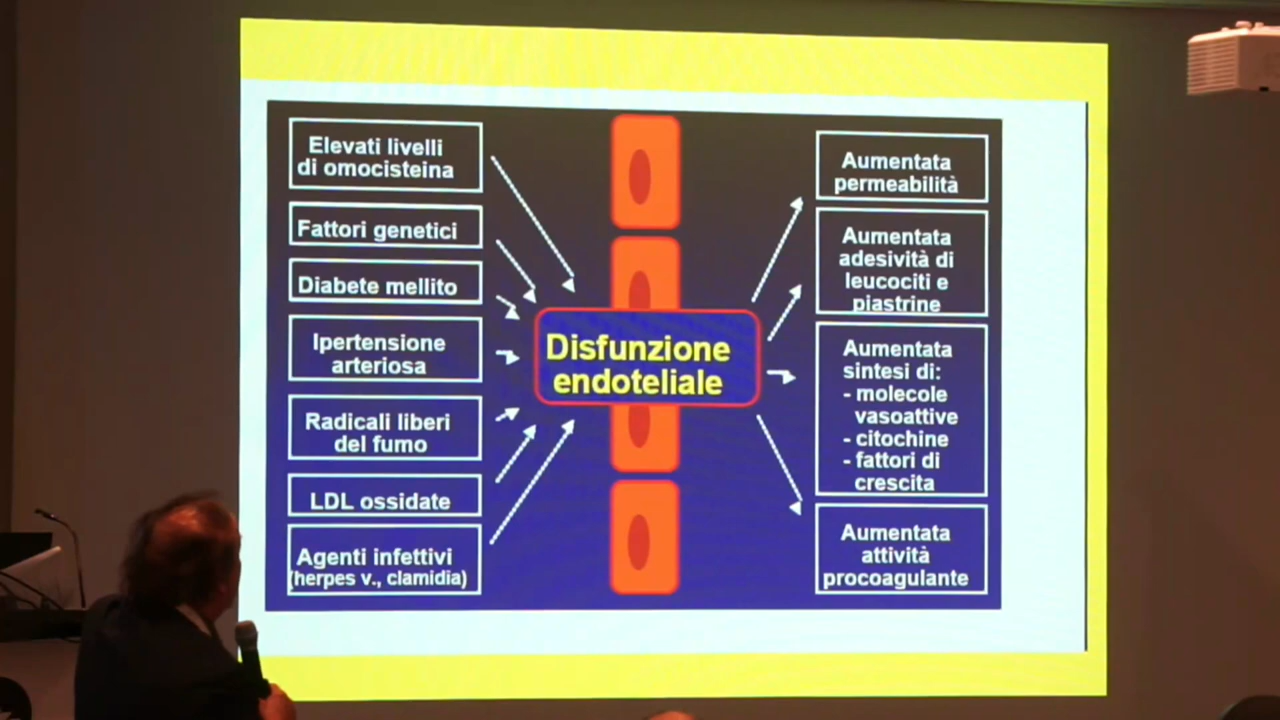 Elevati livelli
di omocisteina
Fattori genetici
Diabete mellito
Ipertensione
arteriosa
Radicali liberi
del fumo
LDL ossidate
Agenti infettivi
(herpes v., clamidia)
Disfunzione
endoteliale
Aumentata
permeabilità
Aumentata
adesività di
leucociti e
piastrine
Aumentata
sintesi di:
- molecole
vasoattive
- citochine
- fattori di
crescita
Aumentata
attività
procoagulante